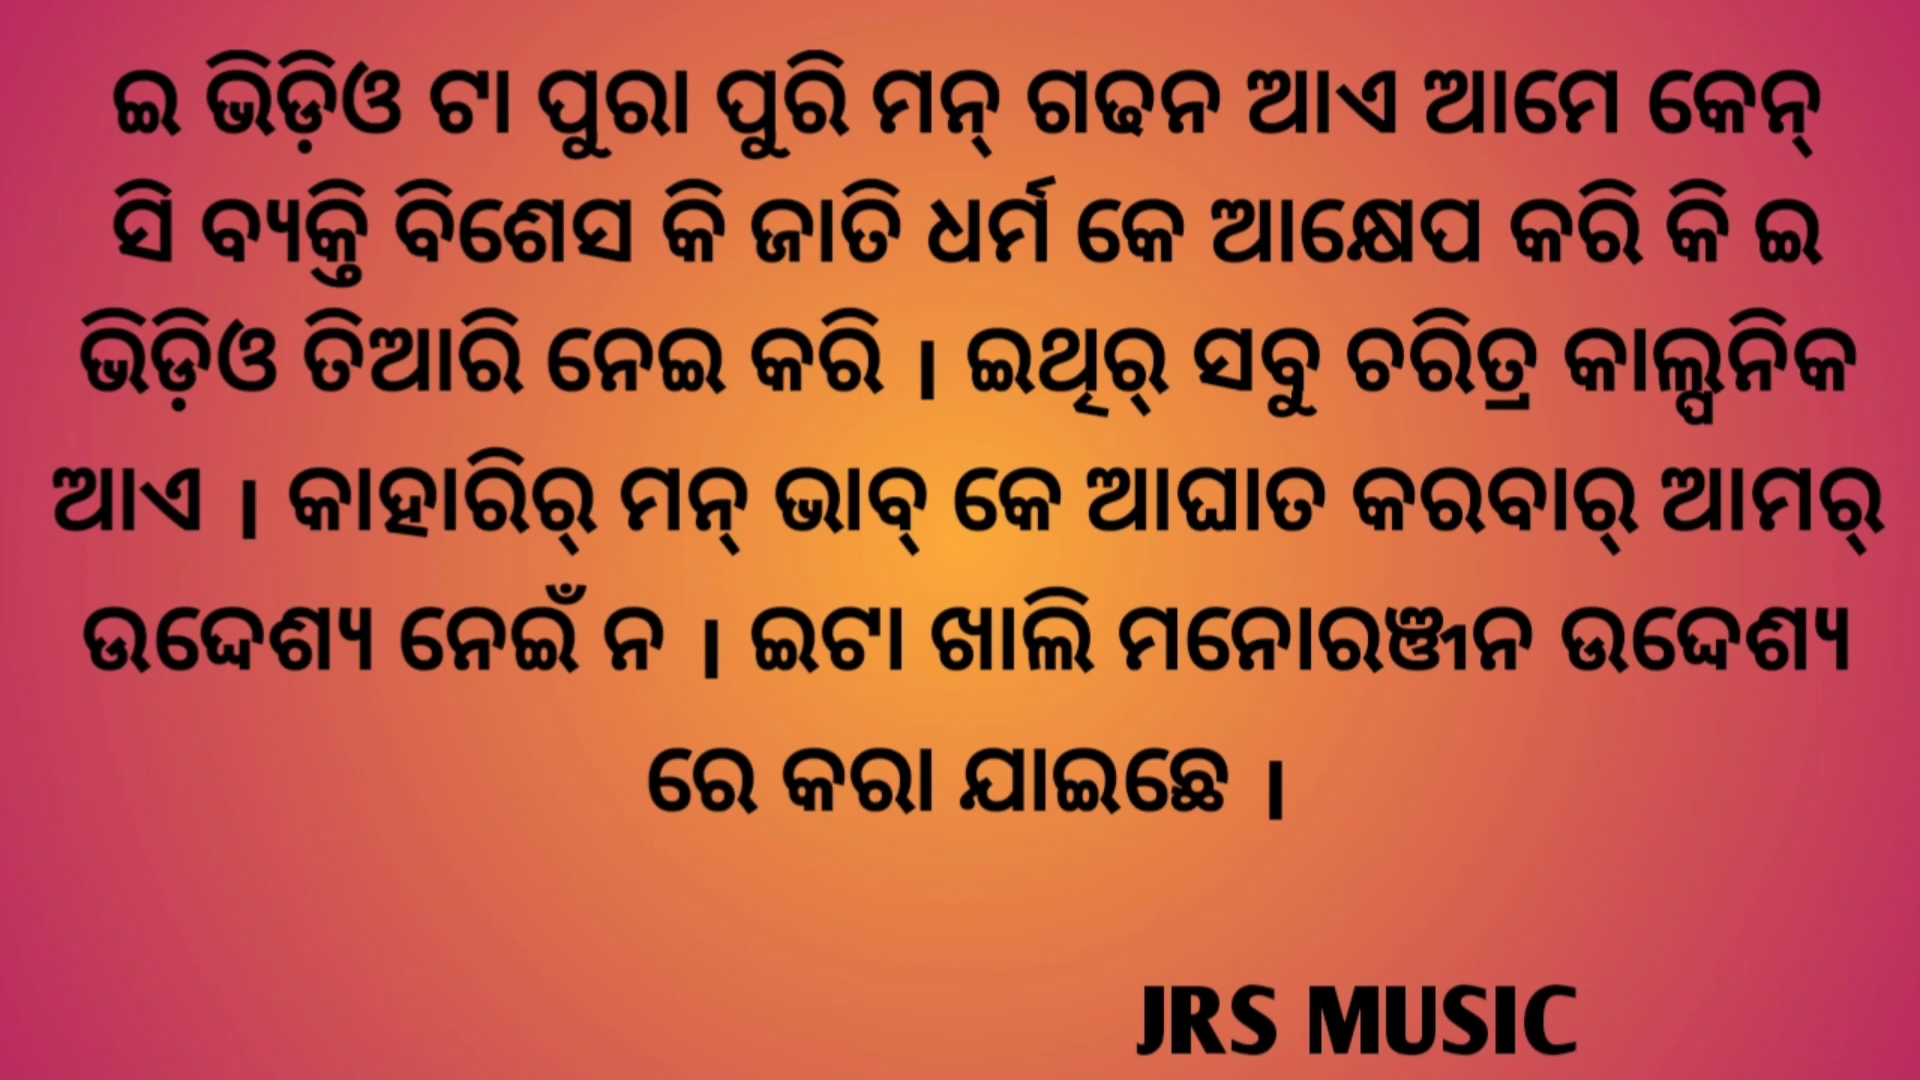 ଇ ଭିଡ଼ିଓ ଟା ପୁରା ପୁରି ମନ୍ ଗଢନ ଆଏ ଆମେ କେନ୍
ସି ବ୍ୟକ୍ତି ବିଶେସ କି ଜାତି ଧର୍ମ କେ ଆକ୍ଷେପ କରି କି ଇ
ଭିଡ଼ିଓ ତିଆରି ନେଇ କରି । ଇଥିର୍ ସବୁ ଚରିତ୍ର କାଳ୍ପନିକ
ଆଏ । କାହାରିର୍ ମନ୍ ଭାବ୍ କେ ଆଘାତ କରବାର୍ ଆମର୍
ଉଦ୍ଦେଶ୍ୟ ନେଇଁ ନ । ଇଟା ଖାଲି ମନୋରଞ୍ଜନ ଉଦ୍ଦେଶ୍ୟ
ରେ କରା ଯାଇଛେ ।
JRS MUSIC